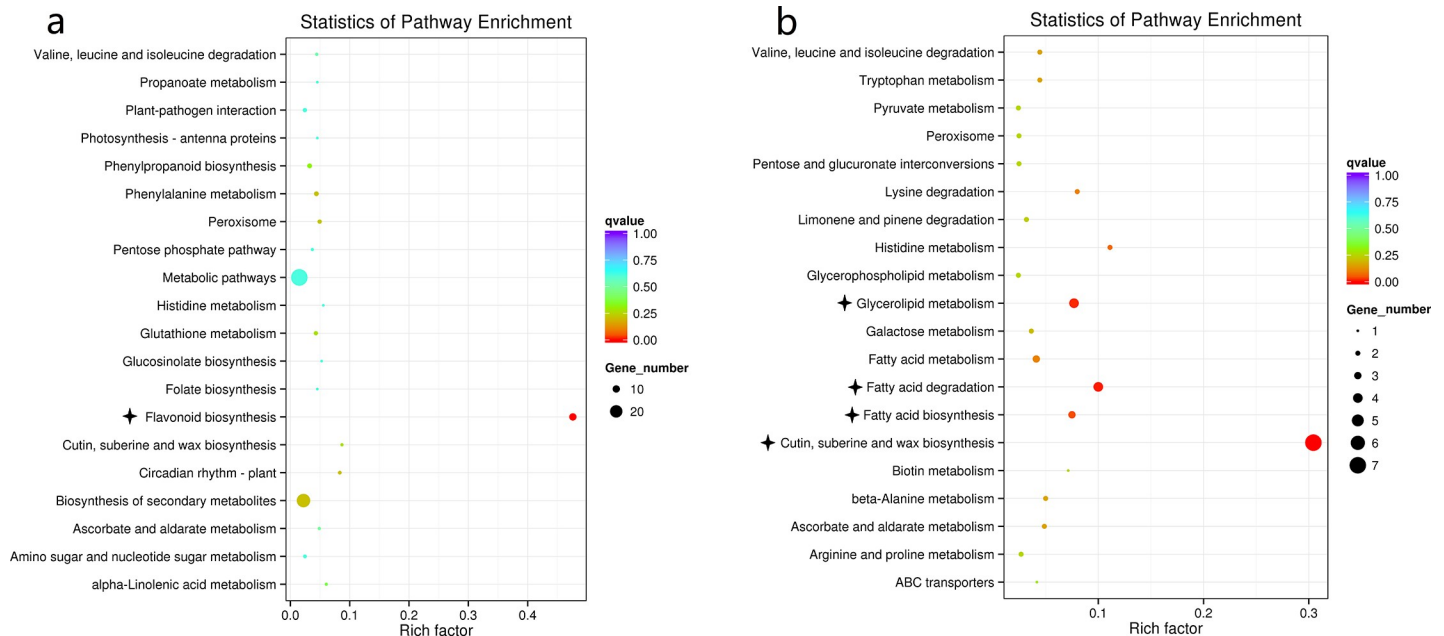 a
Statistics of Pathway Enrichment
Valine, leucine and isoleucine degradation
Propanoate metabolism
Plant-pathogen interaction
Photosynthesis - antenna proteins
Phenylpropanoid biosynthesis
Phenylalanine metabolism
Peroxisome
Pentose phosphate pathway
Metabolic pathways
Histidine metabolism
Glutathione metabolism
Glucosinolate biosynthesis
Folate biosynthesis
Flavonoid biosynthesis
Cutin, suberine and wax biosynthesis
Circadian rhythm - plant
Biosynthesis of secondary metabolites
Ascorbate and aldarate metabolism
Amino sugar and nucleotide sugar metabolism
alpha-Linolenic acid metabolism
0.0 0.1 0.2 0.3 0.4
Rich factor
qvalue
1.00
0.75
0.50
0.25
0.00
Gene_number
10
20
b
Statistics of Pathway Enrichment
Valine, leucine and isoleucine degradation
Tryptophan metabolism
Pyruvate metabolism
Peroxisome
Pentose and glucuronate interconversions
Lysine degradation
Limonene and pinene degradation
Histidine metabolism
Glycerophospholipid metabolism
Glycerolipid metabolism
Galactose metabolism
Fatty acid metabolism
Fatty acid degradation
Fatty acid biosynthesis
Cutin, suberine and wax biosynthesis
Biotin metabolism
beta-Alanine metabolism
Ascorbate and aldarate metabolism
Arginine and proline metabolism
ABC transporters
0.1 0.2 0.3
Rich factor
qvalue
1.00
0.75
0.50
0.25
0.00
Gene_number
1
2
3
4
5
6
7